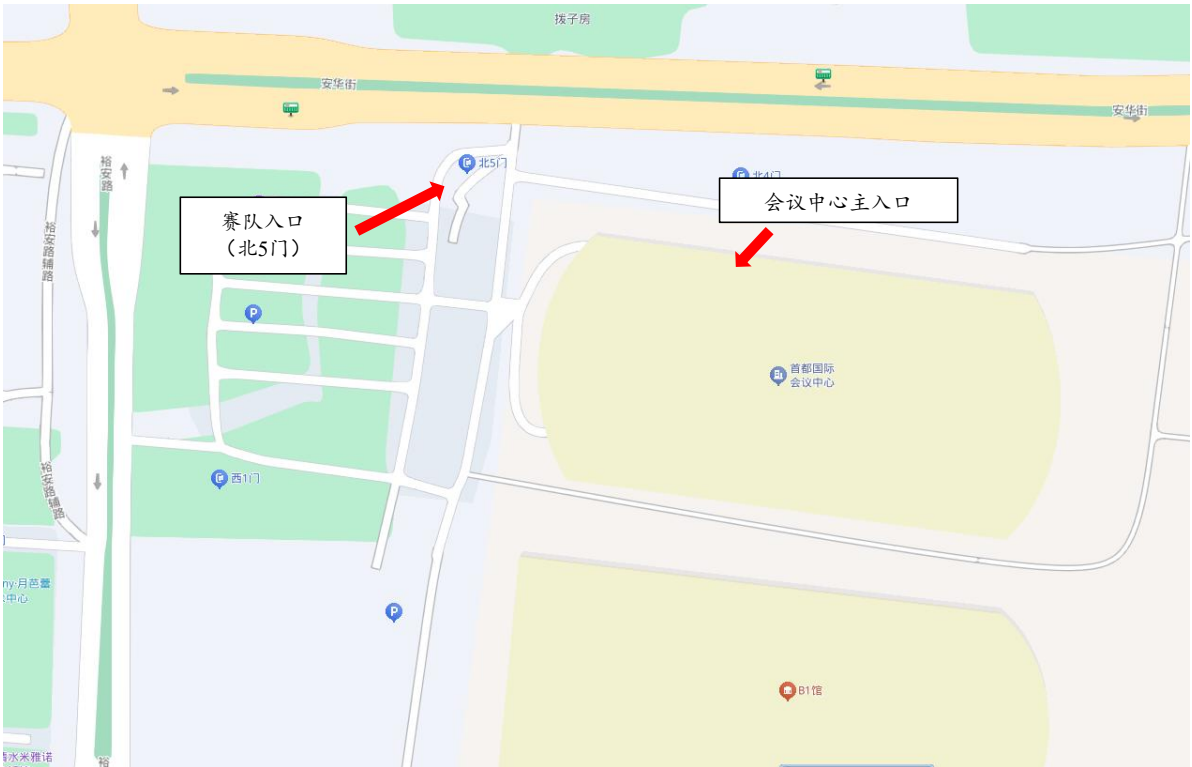 拨子房
安华街
安华街
裕安路
北5门
北4门
赛队入口
（北5门）
会议中心主入口
裕安路辅路
首都国际
会议中心
裕安路辅路
西1门
ny·月芭蕾
中心
B1馆
清水米雅诺
裕